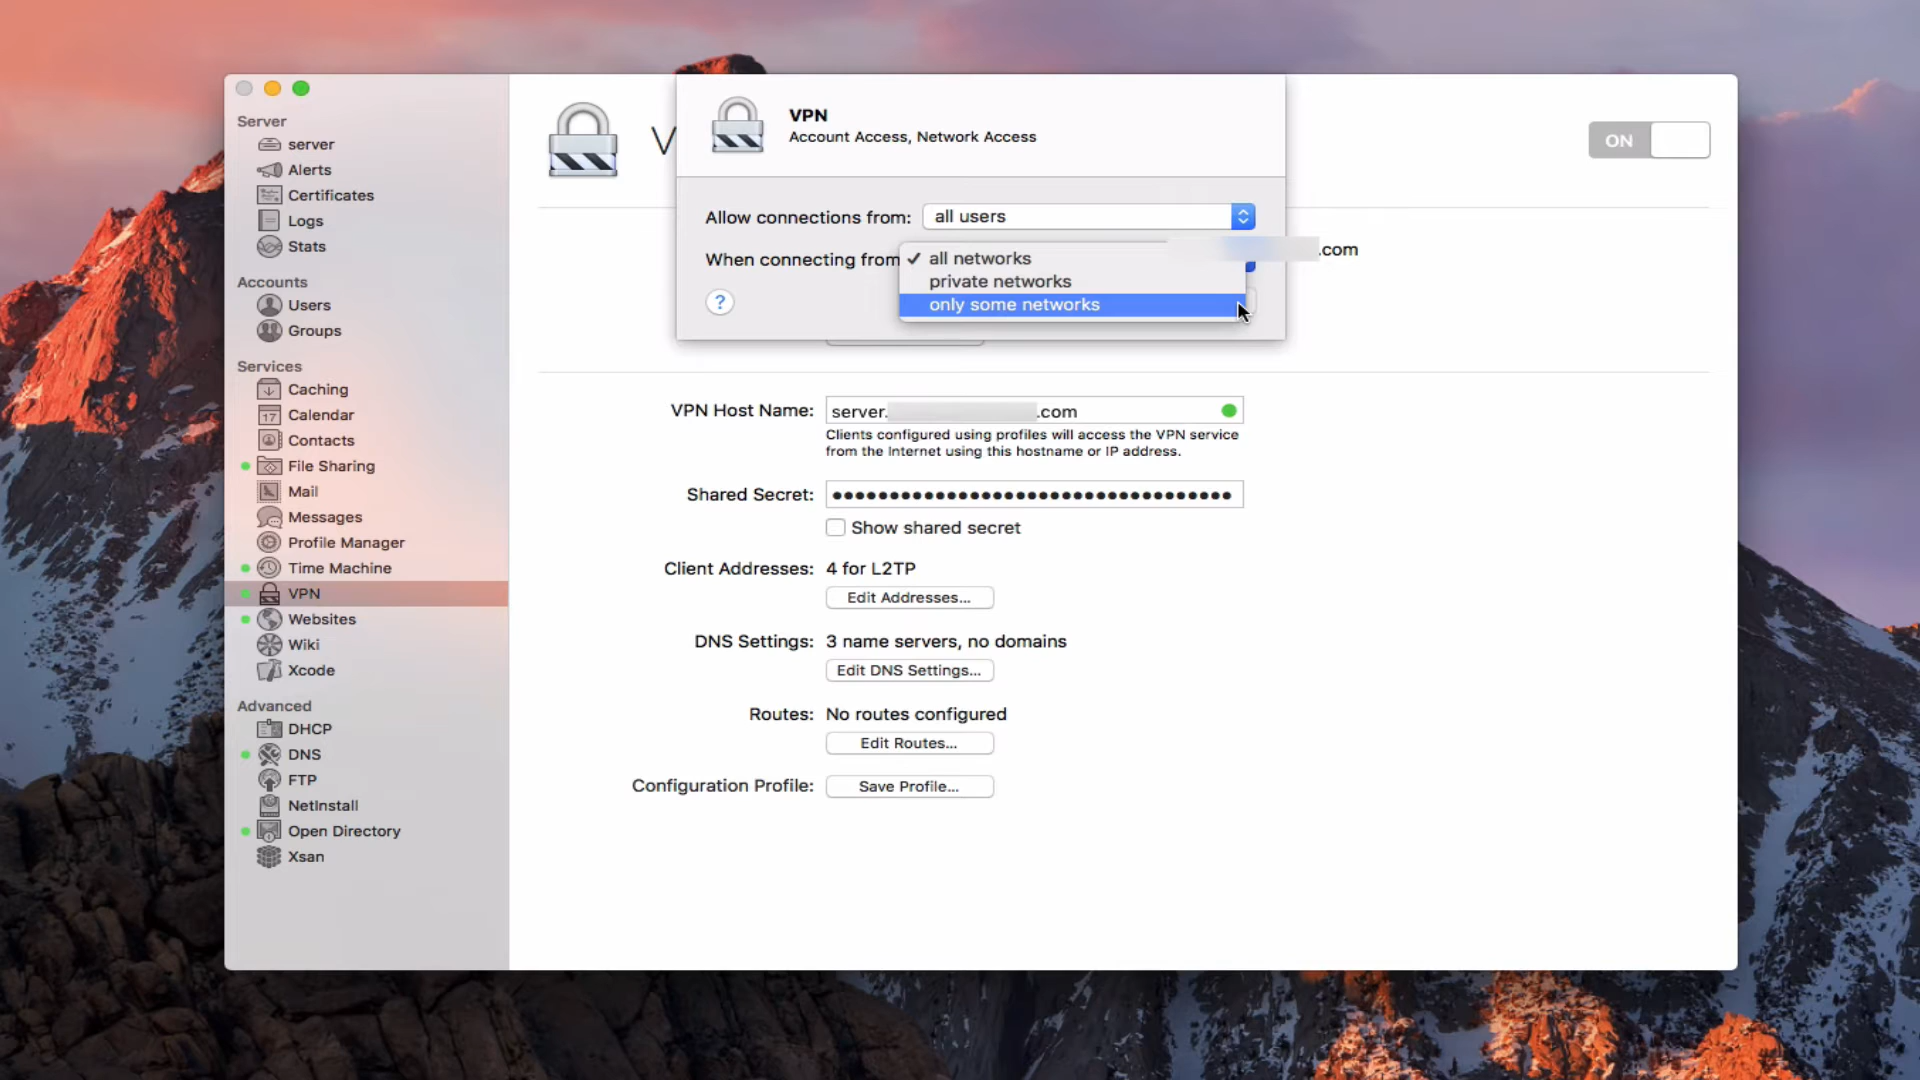 Server
server
Alerts
Certificates
Logs
Stats
Accounts
Users
Groups
Services
Caching
17 Calendar
Contacts
File Sharing
Mail
Messages
Profile Manager
Time Machine
VPN
Websites
Wiki
Xcode
Advanced
DHCP
DNS
FTP
NetInstall
Open Directory
Xsan
V
ON
VPN
Account Access, Network Access
Allow connections from: all users
When connecting from
✓ all networks
private networks
only some networks
?
.com
VPN Host Name: server. .com
Clients configured using profiles will access the VPN service
from the Internet using this hostname or IP address.
Shared Secret: ●●●●●●●●●●●●●●●●●●●●●●●●●●●●●●●●●●●
Show shared secret
Client Addresses: 4 for L2TP
Edit Addresses...
DNS Settings: 3 name servers, no domains
Edit DNS Settings...
Routes: No routes configured
Edit Routes...
Configuration Profile: Save Profile...